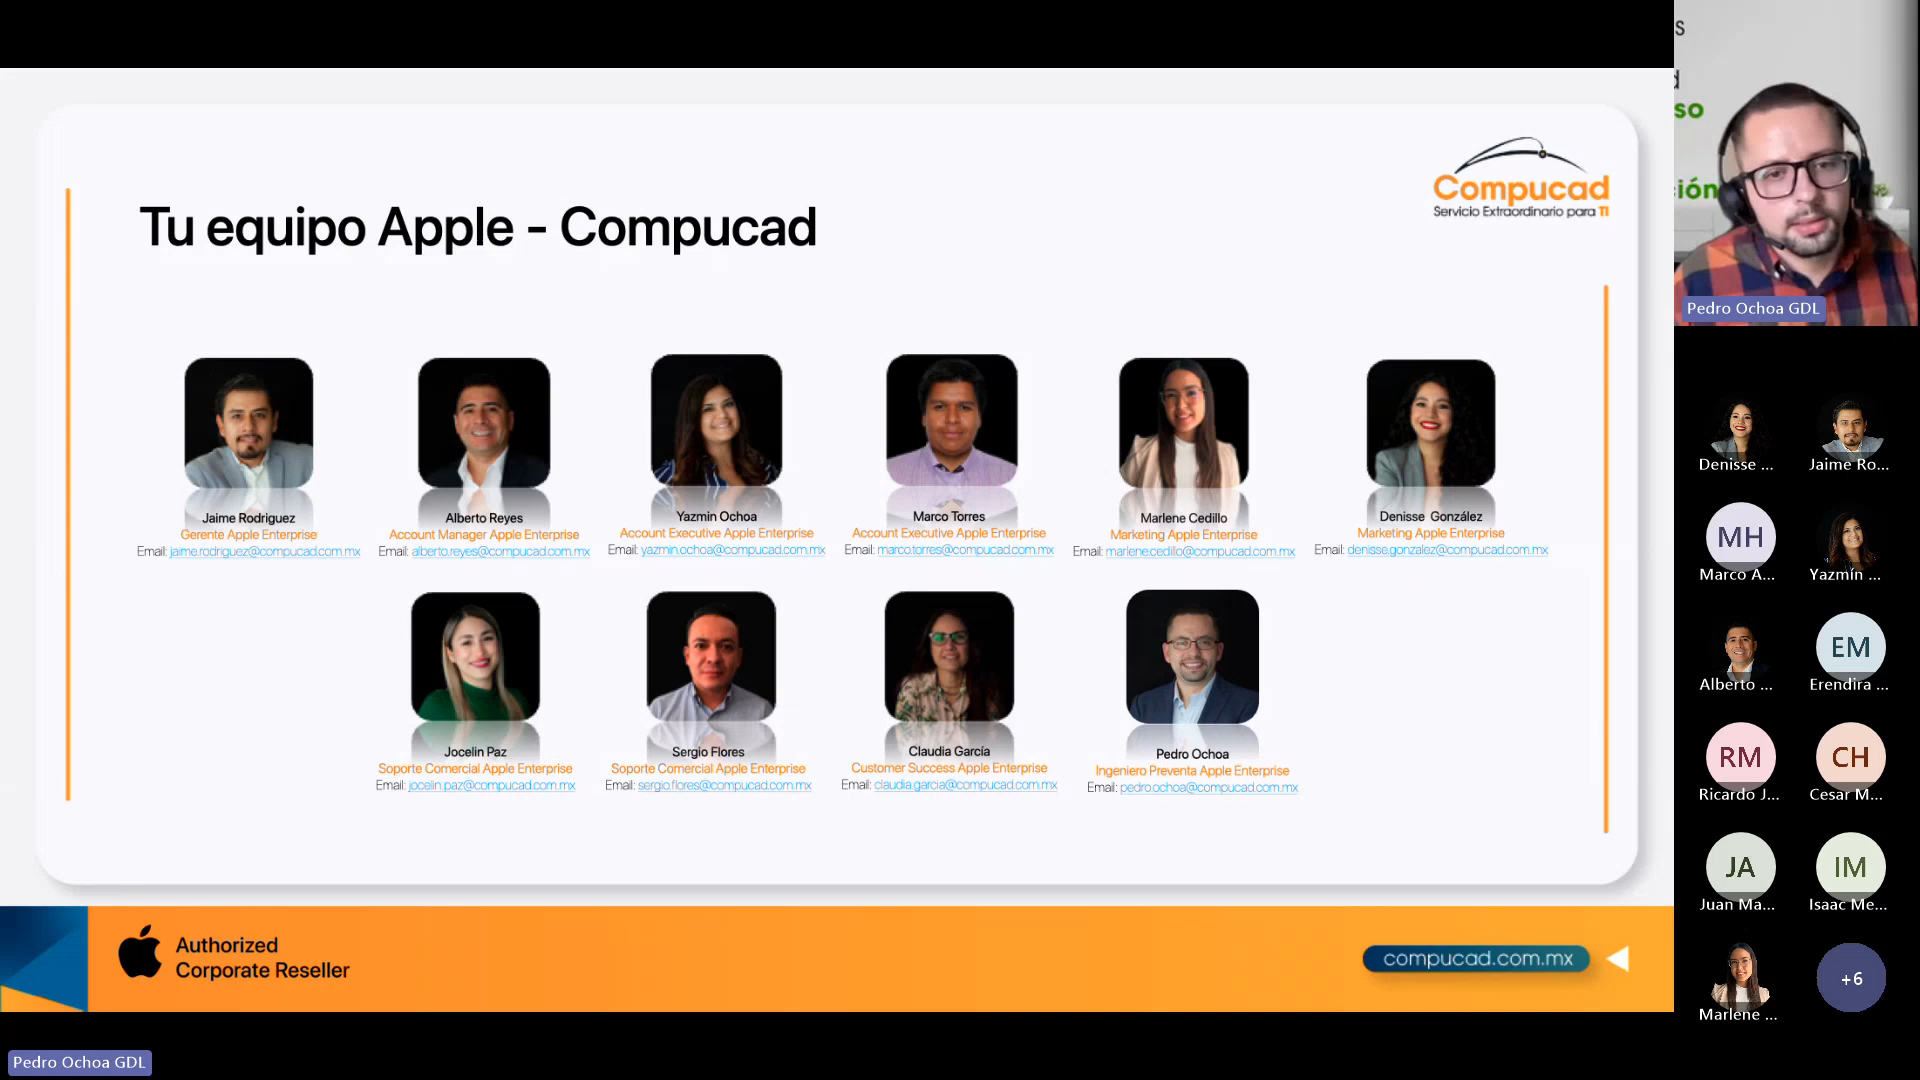 Tu equipo Apple - Compucad
Compucad
Servicio Extraordinario para TI
Jaime Rodriguez
Gerente Apple Enterprise
Email: jaime.rodriguez@compucad.com.mx
Alberto Reyes
Account Manager Apple Enterprise
Email: alberto.reyes@compucad.com.mx
Yazmin Ochoa
Account Executive Apple Enterprise
Email: yazmin.ochoa@compucad.com.mx
Marco Torres
Account Executive Apple Enterprise
Email: marco.torres@compucad.com.mx
Marlene Cedillo
Marketing Apple Enterprise
Email: marlene.cedillo@compucad.com.mx
Denisse González
Marketing Apple Enterprise
Email: denisse.gonzalez@compucad.com.mx
Jocelin Paz
Soporte Comercial Apple Enterprise
Email: jocelin.paz@compucad.com.mx
Sergio Flores
Soporte Comercial Apple Enterprise
Email: sergio.flores@compucad.com.mx
Claudia García
Customer Success Apple Enterprise
Email: claudia.garcia@compucad.com.mx
Pedro Ochoa
Ingeniero Preventa Apple Enterprise
Email: pedro.ochoa@compucad.com.mx
Authorized
Corporate Reseller
compucad.com.mx
Pedro Ochoa GDL
s
so
ión
Pedro Ochoa GDL
Denisse ...
Jaime Ro...
MH
Marco A...
Yazmín ...
Alberto ...
EM
Erendira ...
RM
Ricardo J...
CH
Cesar M...
JA
Juan Ma...
IM
Isaac Me...
Marlene ...
+6